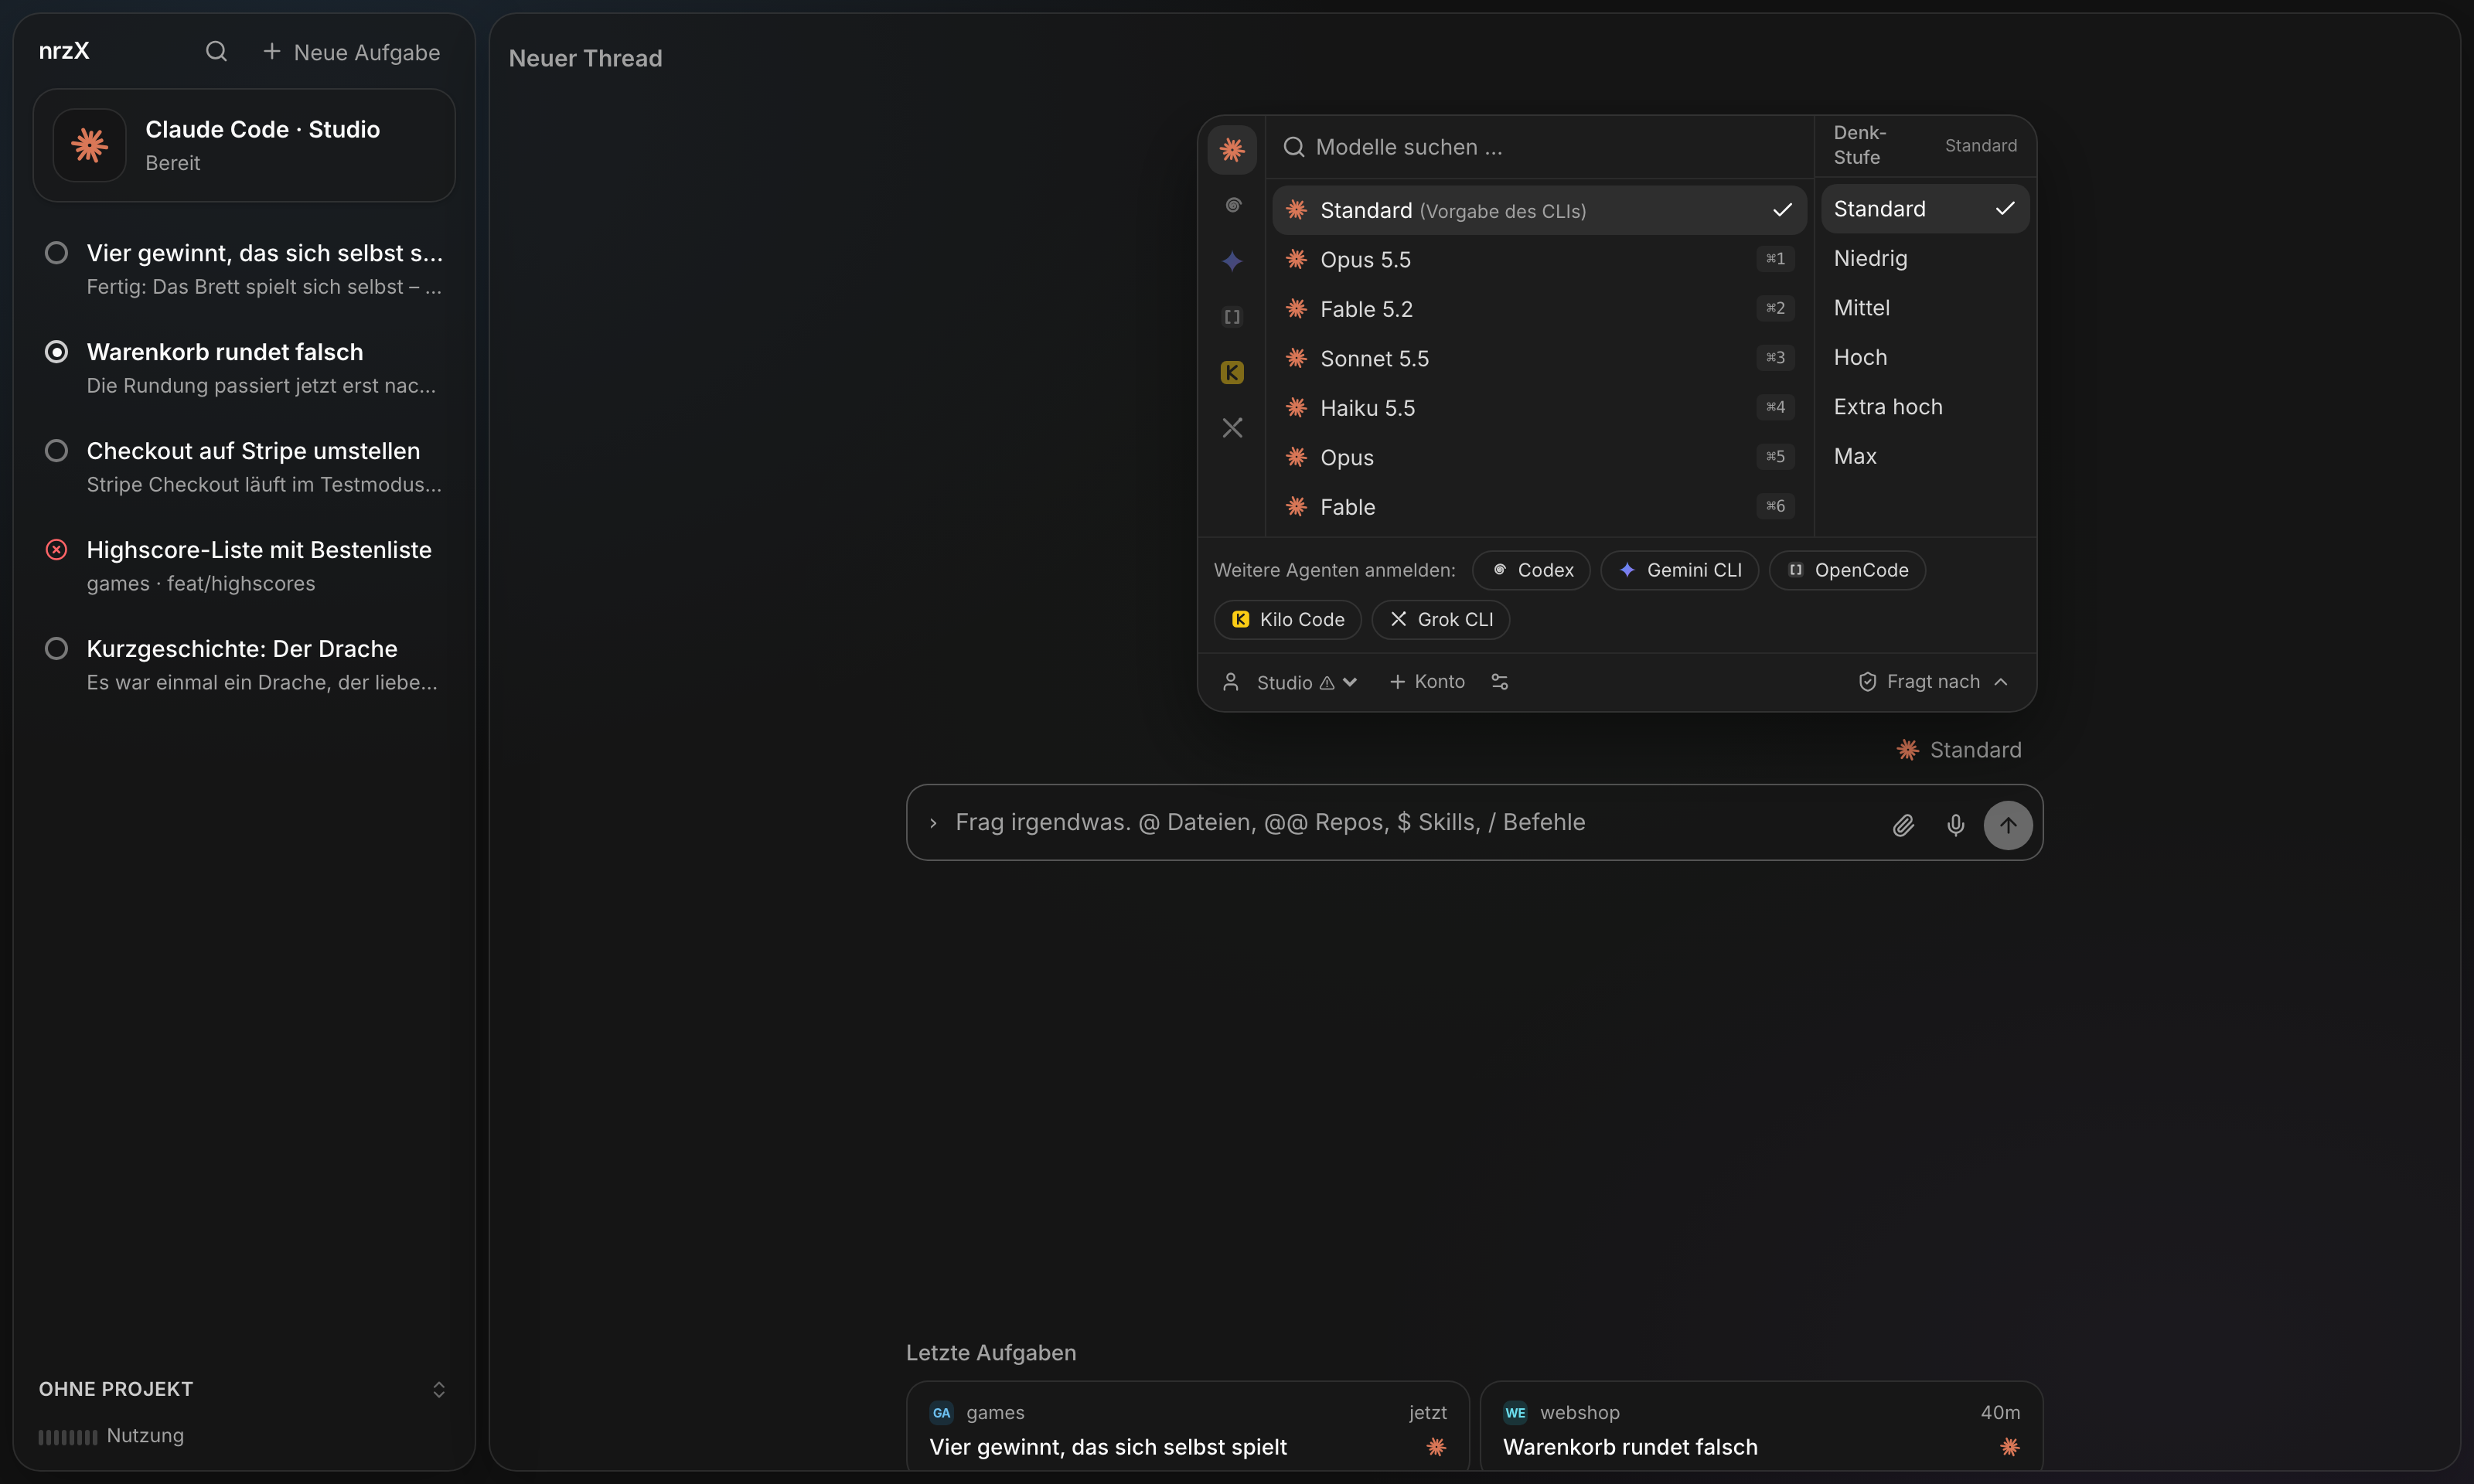 nrzX
Neue Aufgabe
Claude Code · Studio
Bereit
Vier gewinnt, das sich selbst s...
Fertig: Das Brett spielt sich selbst – ...
Warenkorb rundet falsch
Die Rundung passiert jetzt erst nac...
Checkout auf Stripe umstellen
Stripe Checkout läuft im Testmodus...
Highscore-Liste mit Bestenliste
games · feat/highscores
Kurzgeschichte: Der Drache
Es war einmal ein Drache, der liebe...
OHNE PROJEKT
Nutzung
Neuer Thread
Modelle suchen ...
Standard (Vorgabe des CLIs)
Opus 5.5 ⌘1
Fable 5.2 ⌘2
Sonnet 5.5 ⌘3
Haiku 5.5 ⌘4
Opus ⌘5
Fable ⌘6
Denk-
Stufe
Standard
Standard
Niedrig
Mittel
Hoch
Extra hoch
Max
Weitere Agenten anmelden: Codex Gemini CLI OpenCode
K Kilo Code Grok CLI
Studio + Konto Fragt nach
Standard
› Frag irgendwas. @ Dateien, @@ Repos, $ Skills, / Befehle
Letzte Aufgaben
GA games jetzt
Vier gewinnt, das sich selbst spielt
WE webshop 40m
Warenkorb rundet falsch